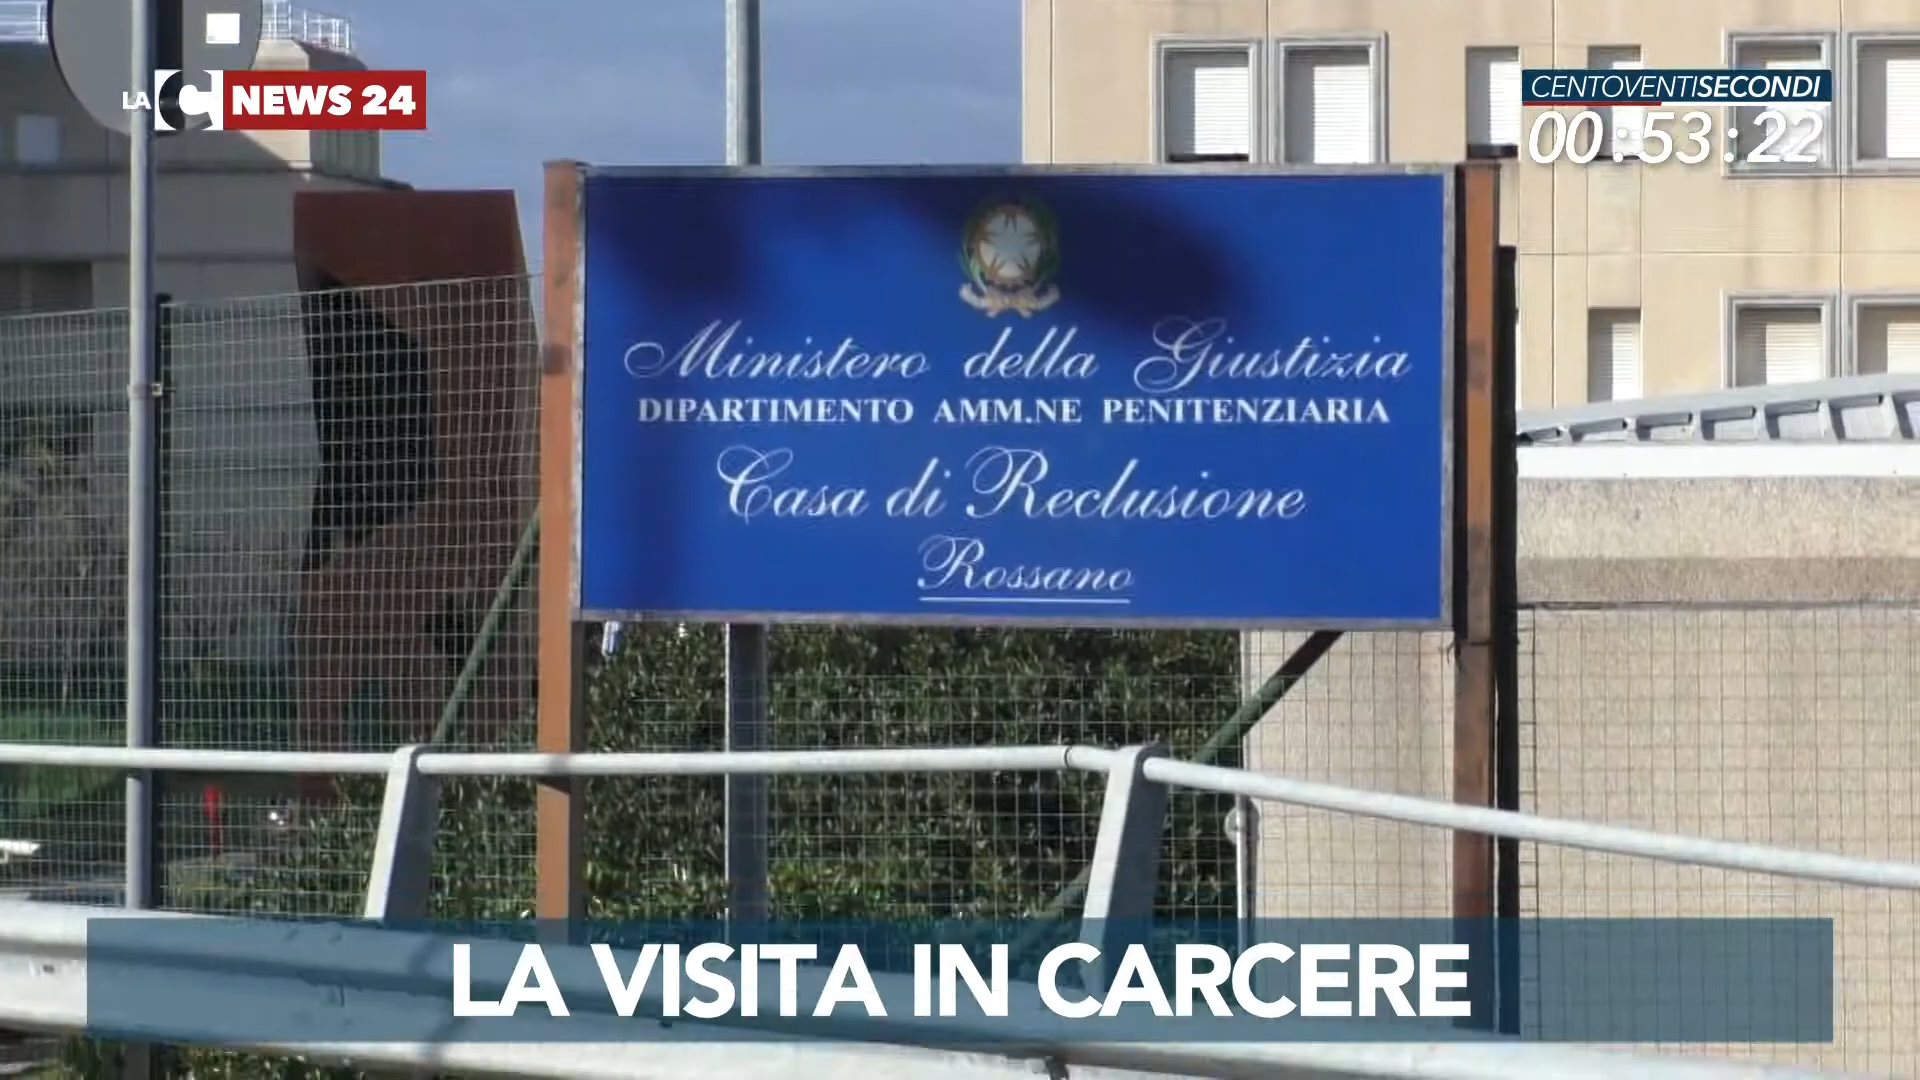 LA C NEWS 24
CENTOVENTISECONDI
00:53:22
Ministero della Giustizia
DIPARTIMENTO AMM.NE PENITENZIARIA
Casa di Reclusione
Rossano
LA VISITA IN CARCERE